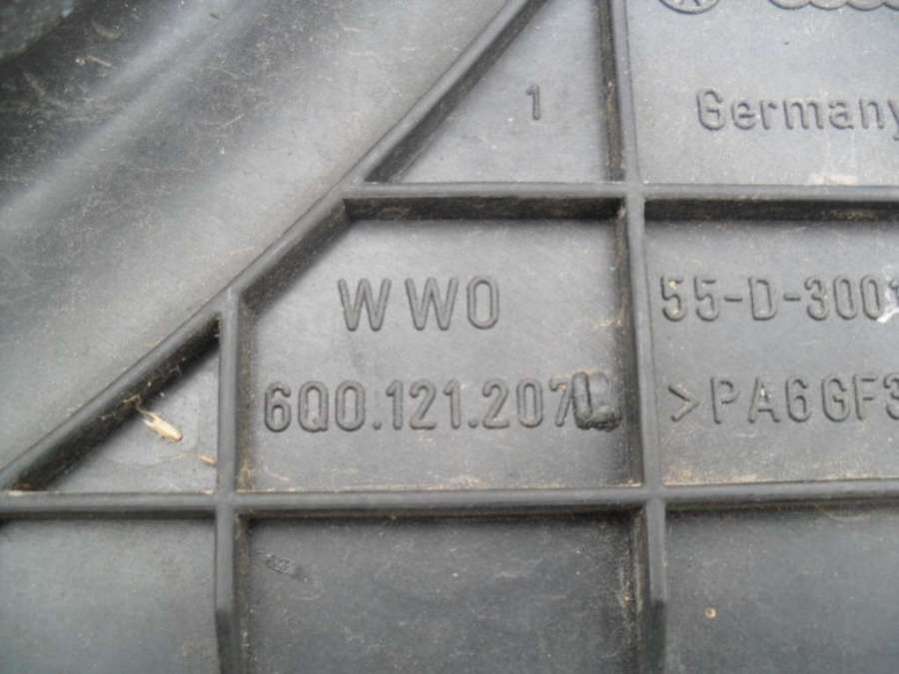 1
Germany
WWO
55-D-300
6Q0.121.207
>PA6GF3